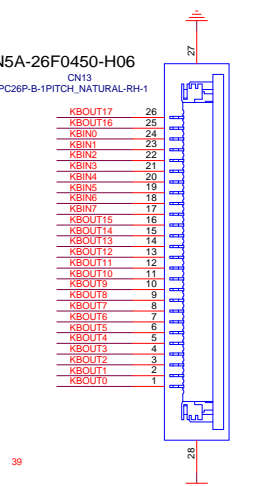 27
N5A-26F0450-H06
CN13
PC26P-B-1PITCH_NATURAL-RH-1
KBOUT17 26
KBOUT16 25
KBIN0 24
KBIN1 23
KBIN2 22
KBIN3 21
KBIN4 20
KBIN5 19
KBIN6 18
KBIN7 17
KBOUT15 16
KBOUT14 15
KBOUT13 14
KBOUT12 13
KBOUT11 12
KBOUT10 11
KBOUT9 10
KBOUT8 9
KBOUT7 8
KBOUT6 7
KBOUT5 6
KBOUT4 5
KBOUT3 4
KBOUT2 3
KBOUT1 2
KBOUT0 1
28
39